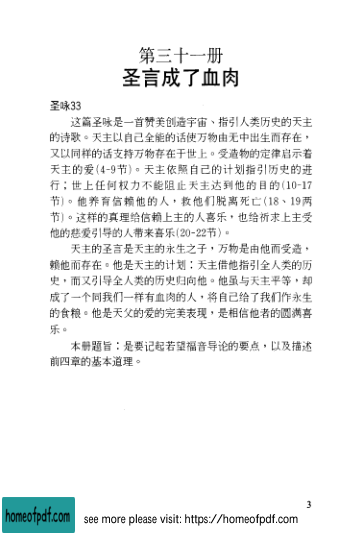 第三十一册
圣言成了血肉
圣咏33
这篇圣咏是一首赞美创造宇宙、指引人类历史的天主
的诗歌。天主以自己全能的话使万物由无中出生而存在，
又以同样的话支持万物存在于世上。受造物的定律启示着
天主的爱(4-9节)。天主依照自己的计划指引历史的进
行；世上任何权力不能阻止天主达到他的目的(10-17
节)。他养育信赖他的人，救他们脱离死亡(18、19两
节)。这样的真理给信赖上主的人喜乐，也给祈求上主受
他的慈爱引导的人带来喜乐(20-22节)。
天主的圣言是天主的永生之子，万物是由他而受造，
赖他而存在。他是天主的计划：天主借他指引全人类的历
史，而又引导全人类的历史归向他。他虽与天主平等，却
成了一个同我们一样有血肉的人，将自己给了我们作永生
的食粮。他是天父的爱的完美表现，是相信他者的圆满喜
乐。
本册题旨：是要记起若望福音导论的要点，以及描述
前四章的基本道理。
3
homeofpdf.com
see more please visit: https://homeofpdf.com